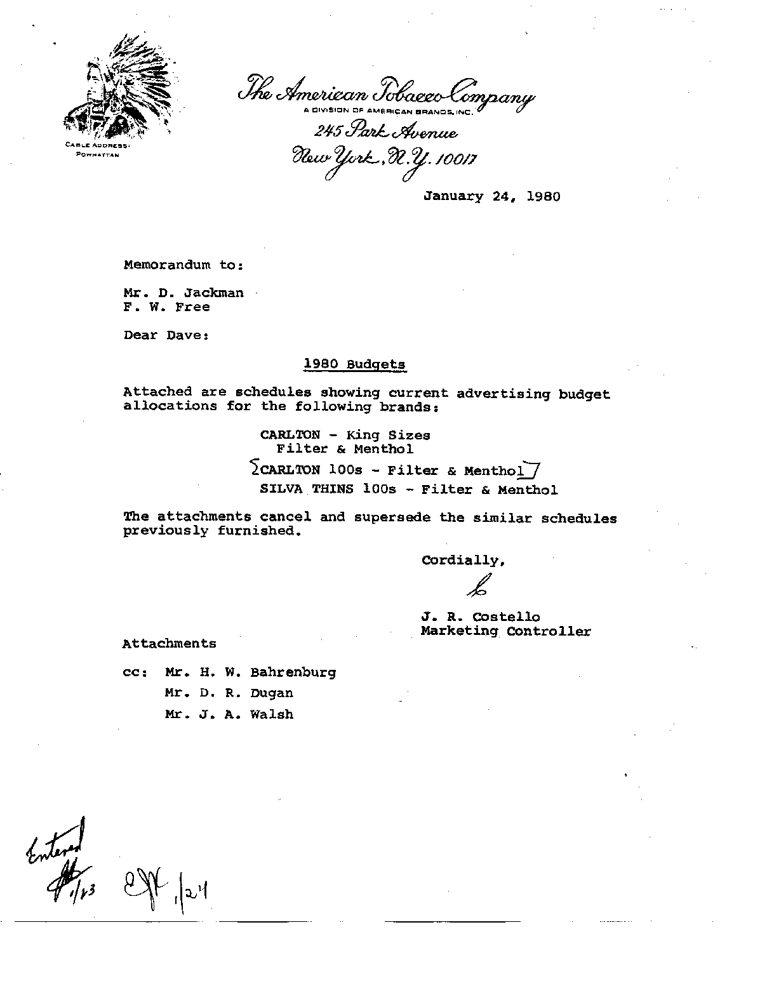 The American Tobacco Company
A DIVISION OF AMERICAN BRANDS, INC.
245 Park Avenue
New York, N.Y. 10017
CABLE ADDRESS:
POWHATTAN
January 24, 1980
Memorandum to:
Mr. D. Jackman
F. W. Free
Dear Dave:
1980 Budgets
Attached are schedules showing current advertising budget
allocations for the following brands:
CARLTON - King Sizes
Filter & Menthol
CARLTON 100s - Filter & Menthol
SILVA THINS 100s - Filter & Menthol
The attachments cancel and supersede the similar schedules
previously furnished.
Cordially,
J. R. Costello
Marketing Controller
Attachments
cc: Mr. H. W. Bahrenburg
Mr. D. R. Dugan
Mr. J. A. Walsh
Entered
1/24